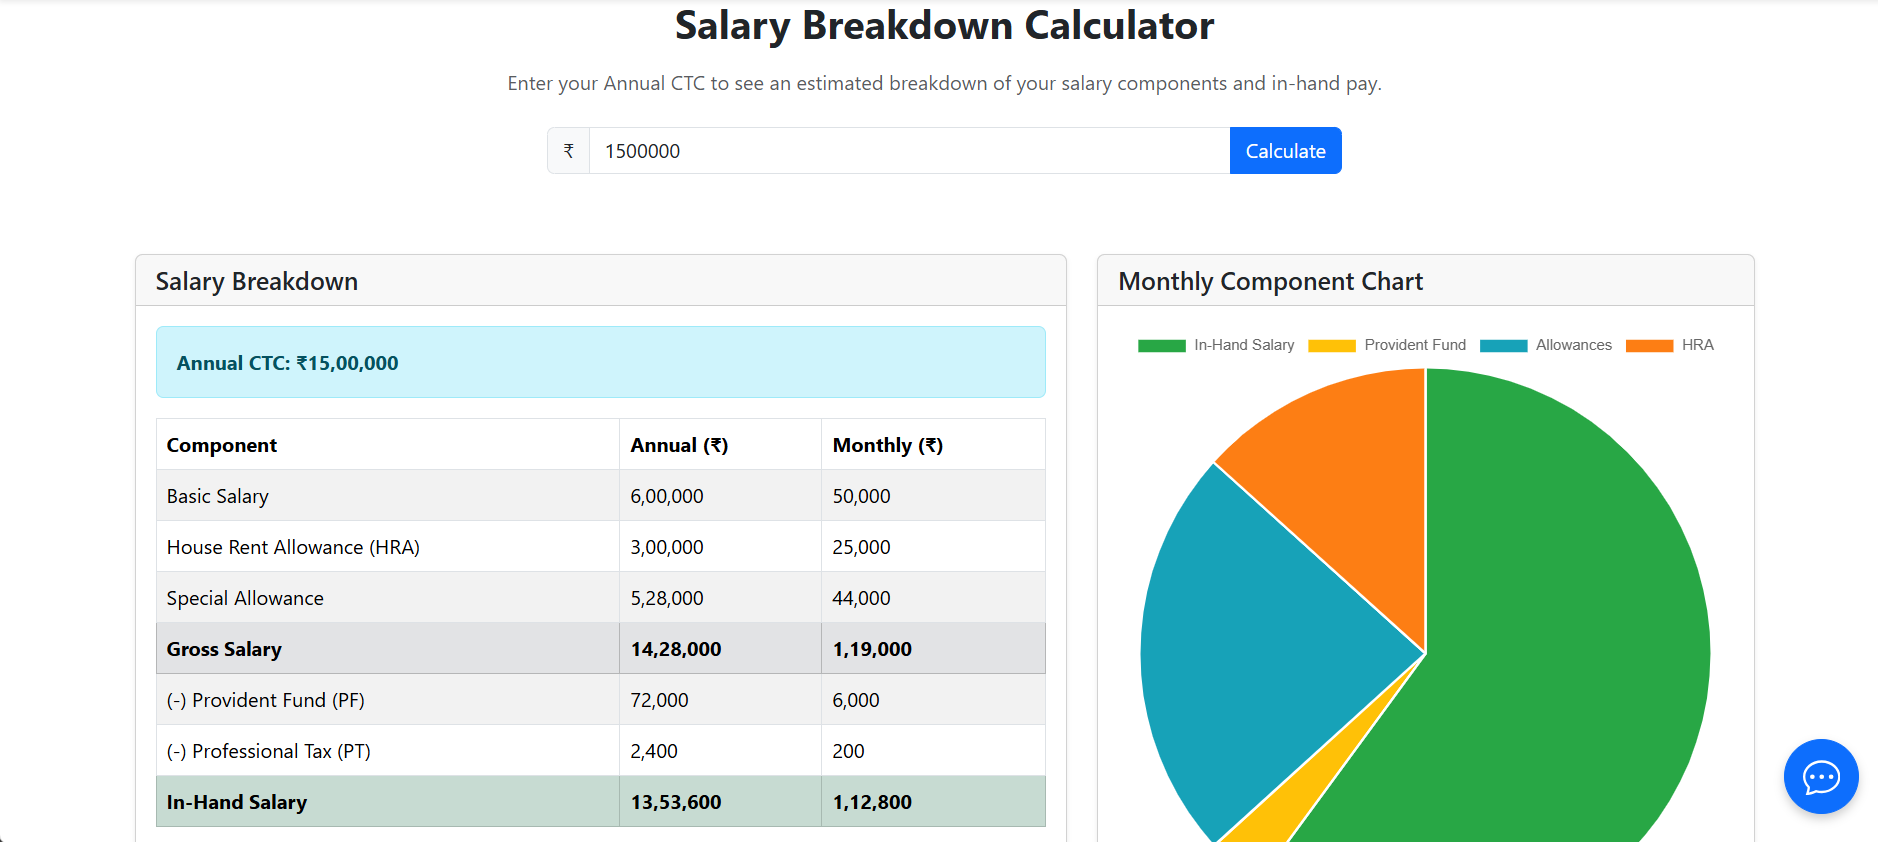 Salary Breakdown Calculator
Enter your Annual CTC to see an estimated breakdown of your salary components and in-hand pay.
₹ 1500000 Calculate
Salary Breakdown
Annual CTC: ₹15,00,000
Component Annual (₹) Monthly (₹)
Basic Salary 6,00,000 50,000
House Rent Allowance (HRA) 3,00,000 25,000
Special Allowance 5,28,000 44,000
Gross Salary 14,28,000 1,19,000
(-) Provident Fund (PF) 72,000 6,000
(-) Professional Tax (PT) 2,400 200
In-Hand Salary 13,53,600 1,12,800
Monthly Component Chart
In-Hand Salary Provident Fund Allowances HRA